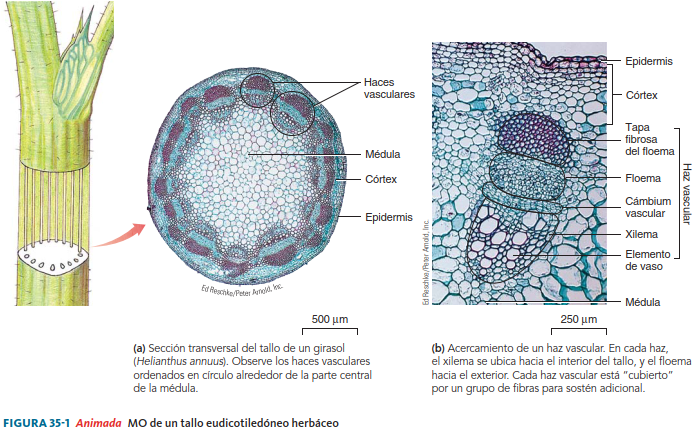 Haces
vasculares
Médula
Córtex
Epidermis
Ed Reschke/Peter Arnold, Inc.
500 µm
(a) Sección transversal del tallo de un girasol
(Helianthus annuus). Observe los haces vasculares
ordenados en círculo alrededor de la parte central
de la médula.
Epidermis
Córtex
Tapa
fibrosa
del floema
Floema
Cámbium
vascular
Xilema
Elemento
de vaso
Haz vascular
Médula
Ed Reschke/Peter Arnold, Inc.
250 µm
(b) Acercamiento de un haz vascular. En cada haz,
el xilema se ubica hacia el interior del tallo, y el floema
hacia el exterior. Cada haz vascular está “cubierto”
por un grupo de fibras para sostén adicional.
FIGURA 35-1 Animada MO de un tallo eudicotiledóneo herbáceo